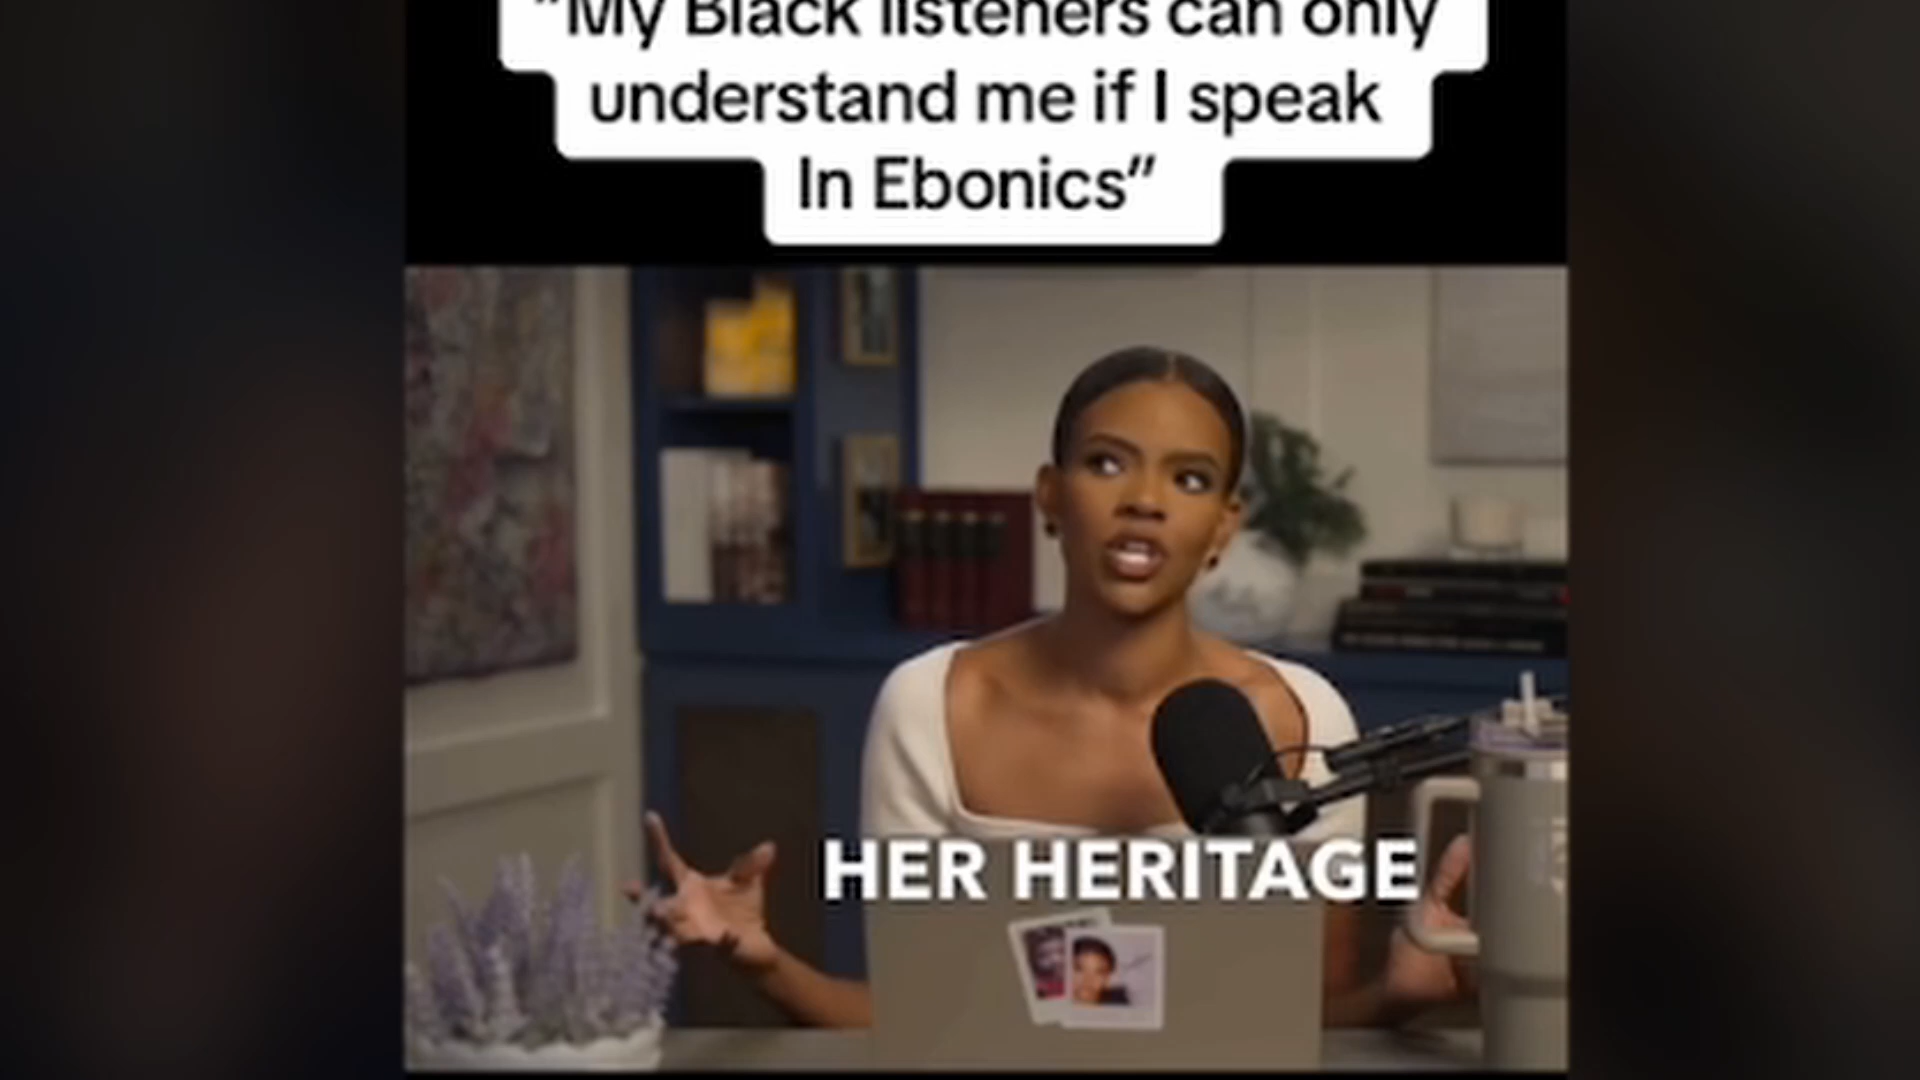 "My Black listeners can only
understand me if I speak
In Ebonics"
HER HERITAGE